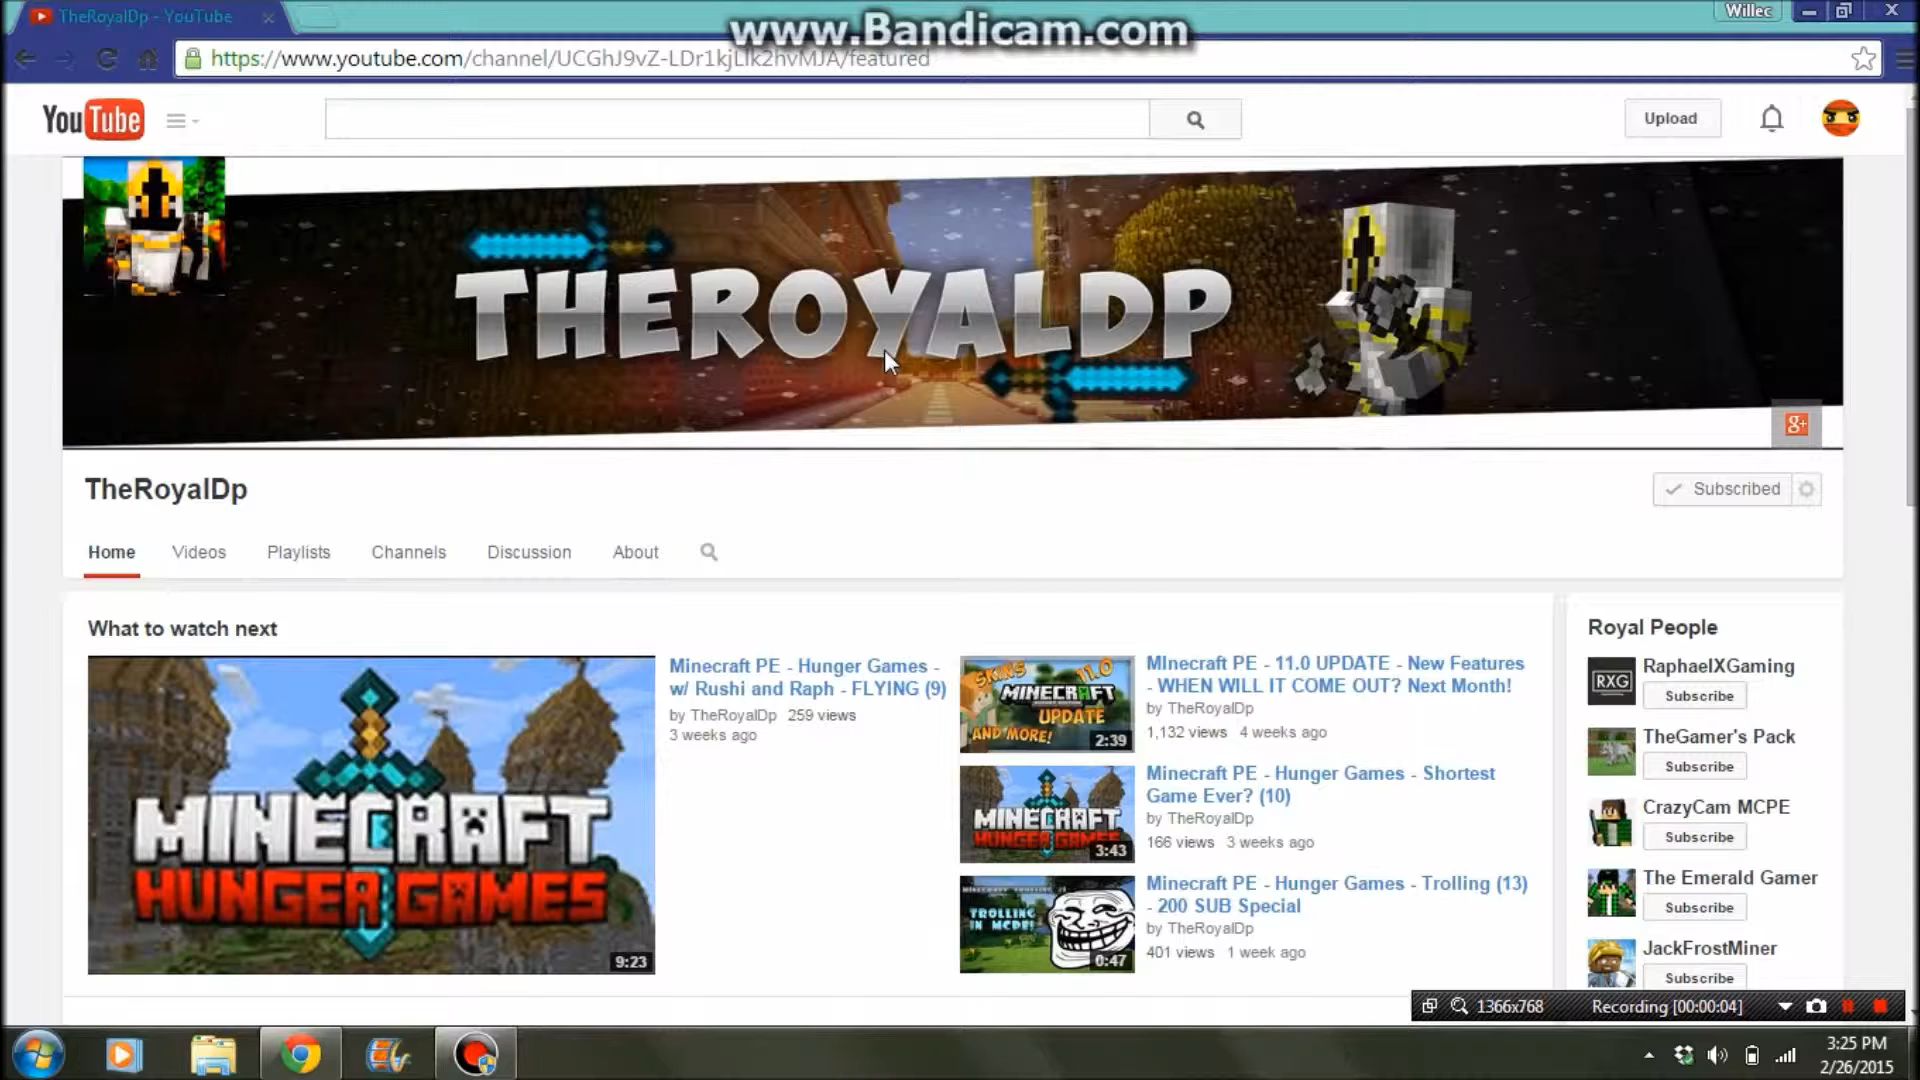 TheRoyalDp - YouTube
www.Bandicam.com
Willec
https://www.youtube.com/channel/UCGhJ9vZ-LDr1kjLlk2hvMJA/featured
YouTube
Upload
THEROYALDP
g+
TheRoyalDp
Subscribed
Home Videos Playlists Channels Discussion About
What to watch next
MINECRAFT
HUNGER GAMES
9:23
Minecraft PE - Hunger Games -
w/ Rushi and Raph - FLYING (9)
by TheRoyalDp 259 views
3 weeks ago
SKINS 11.0
MINECRAFT
UPDATE
AND MORE!
2:39
MInecraft PE - 11.0 UPDATE - New Features
- WHEN WILL IT COME OUT? Next Month!
by TheRoyalDp
1,132 views 4 weeks ago
MINECRAFT
HUNGER GAMES
3:43
Minecraft PE - Hunger Games - Shortest
Game Ever? (10)
by TheRoyalDp
166 views 3 weeks ago
TROLLING
IN MCPE!
0:47
Minecraft PE - Hunger Games - Trolling (13)
- 200 SUB Special
by TheRoyalDp
401 views 1 week ago
Royal People
RXG
RaphaelXGaming
Subscribe
TheGamer's Pack
Subscribe
CrazyCam MCPE
Subscribe
The Emerald Gamer
Subscribe
JackFrostMiner
Subscribe
1366x768 Recording [00:00:04]
3:25 PM
2/26/2015